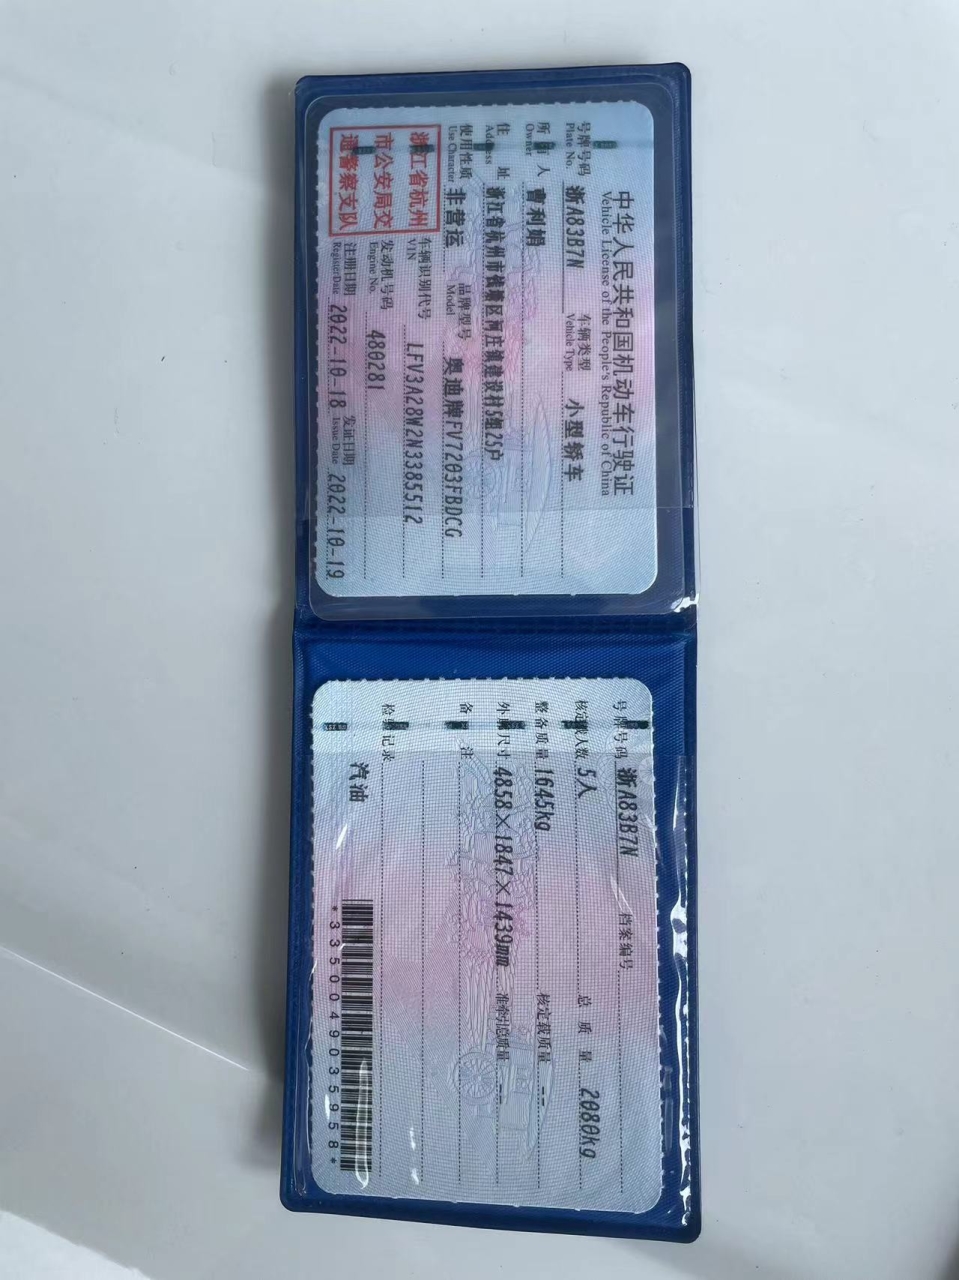 中华人民共和国机动车行驶证
Vehicle License of the People's Republic of China
号牌号码 浙A83B7N 车辆类型 小型轿车
Plate No. Vehicle Type
所有人 曹利娟
Owner
住址 浙江省杭州市钱塘区河庄镇建设村5组25户
Address
使用性质 非营运 品牌型号 奥迪牌FV7203FBDCG
Use Character Model
浙江省杭州
市公安局交
通警察支队
车辆识别代号 LFV3A28W2N3385512
VIN
发动机号码 480281
Engine No.
注册日期 2022-10-18 发证日期 2022-10-19
Register Date Issue Date
号牌号码 浙A83B7N 档案编号
核定载人数 5人 总质量 2080kg
整备质量 1645kg 核定载质量 --
外廓尺寸 4858×1847×1439mm 准牵引总质量 --
备注
检验记录
汽油
*3350049035958*